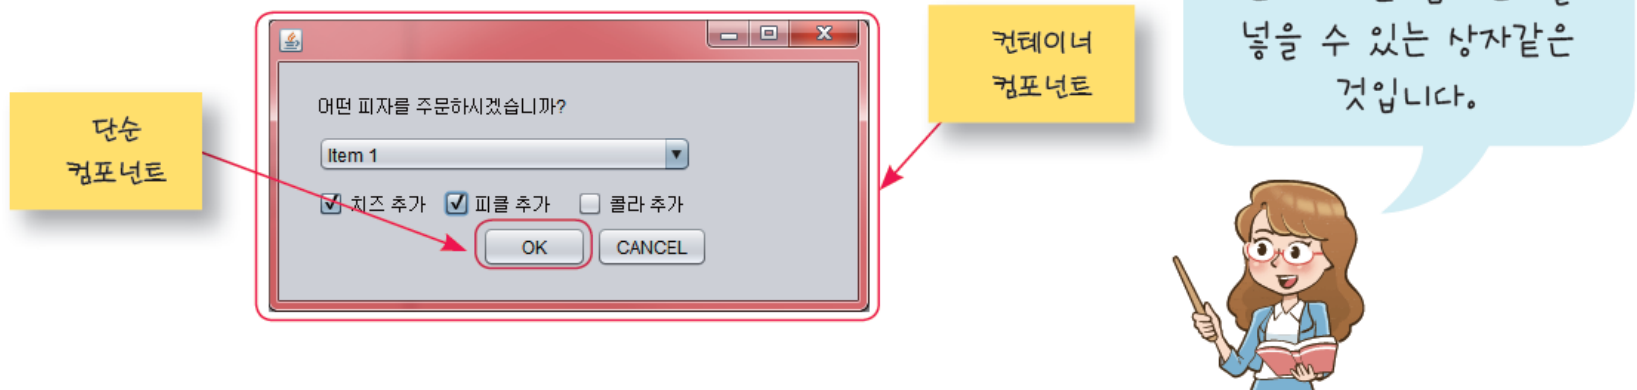 단순
컴포넌트
어떤 피자를 주문하시겠습니까?
Item 1
치즈 추가
피클 추가
콜라 추가
OK
CANCEL
컨테이너
컴포넌트
넣을 수 있는 상자같은
것입니다.